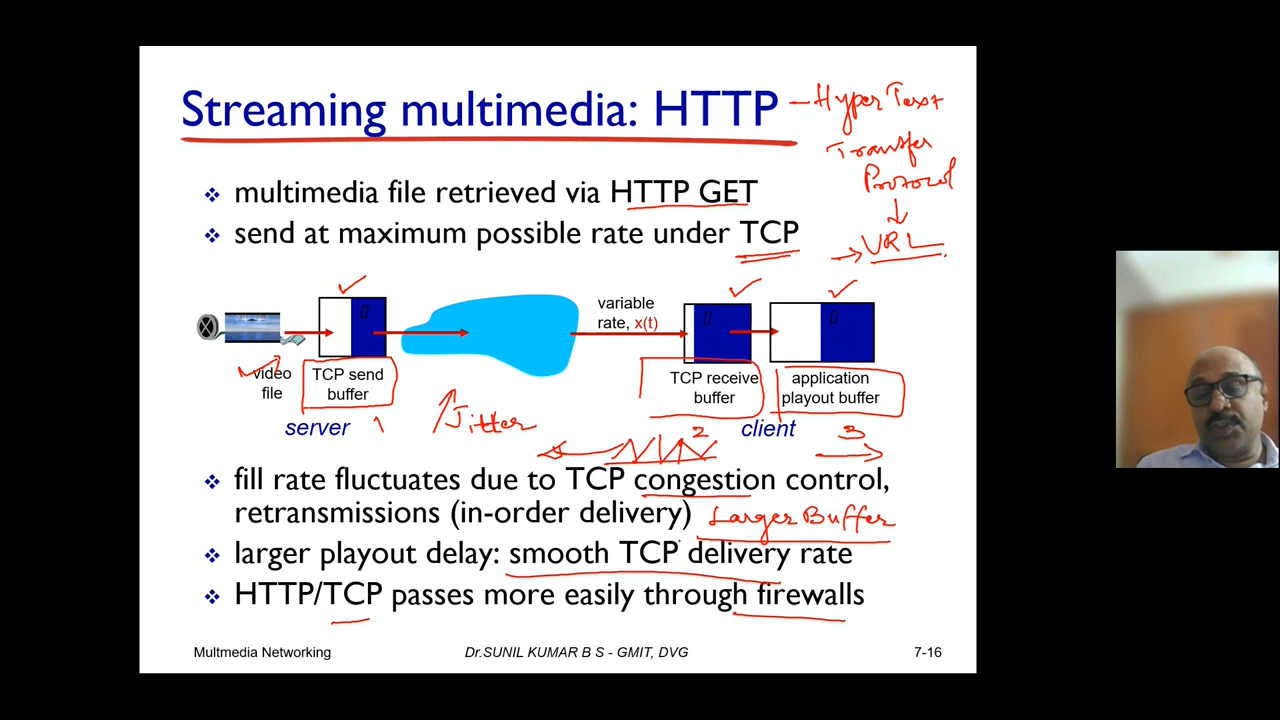 Streaming multimedia: HTTP - Hyper Text
Transfer
Protocol
URL
❖ multimedia file retrieved via HTTP GET
❖ send at maximum possible rate under TCP
variable
rate, x(t)
video
file
TCP send
buffer
TCP receive
buffer
application
playout buffer
server
1
Jitter
2
client
3
❖ fill rate fluctuates due to TCP congestion control,
retransmissions (in-order delivery) Larger Buffer
❖ larger playout delay: smooth TCP delivery rate
❖ HTTP/TCP passes more easily through firewalls
Multmedia Networking
Dr.SUNIL KUMAR B S - GMIT, DVG
7-16